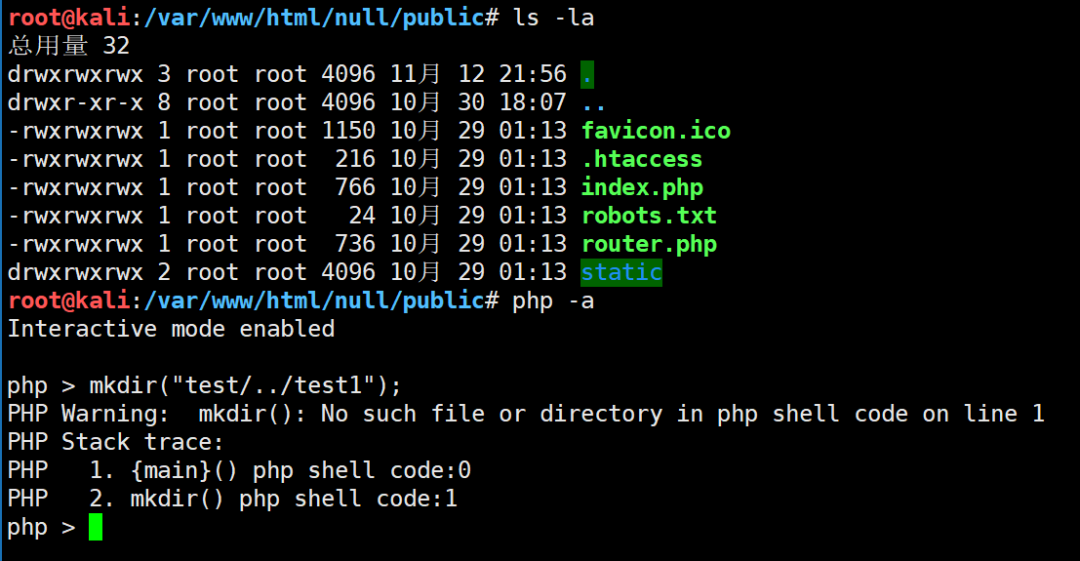 root@kali:/var/www/html/null/public# ls -la
总用量 32
drwxrwxrwx 3 root root 4096 11月 12 21:56 .
drwxr-xr-x 8 root root 4096 10月 30 18:07 ..
-rwxrwxrwx 1 root root 1150 10月 29 01:13 favicon.ico
-rwxrwxrwx 1 root root  216 10月 29 01:13 .htaccess
-rwxrwxrwx 1 root root  766 10月 29 01:13 index.php
-rwxrwxrwx 1 root root   24 10月 29 01:13 robots.txt
-rwxrwxrwx 1 root root  736 10月 29 01:13 router.php
drwxrwxrwx 2 root root 4096 10月 29 01:13 static
root@kali:/var/www/html/null/public# php -a
Interactive mode enabled

php > mkdir("test/../test1");
PHP Warning:  mkdir(): No such file or directory in php shell code on line 1
PHP Stack trace:
PHP   1. {main}() php shell code:0
PHP   2. mkdir() php shell code:1
php >